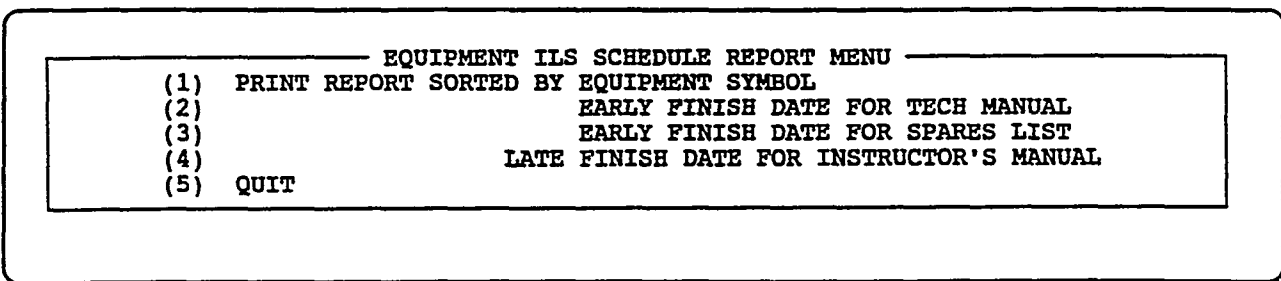 EQUIPMENT ILS SCHEDULE REPORT MENU
(1) PRINT REPORT SORTED BY EQUIPMENT SYMBOL
(2) EARLY FINISH DATE FOR TECH MANUAL
(3) EARLY FINISH DATE FOR SPARES LIST
(4) LATE FINISH DATE FOR INSTRUCTOR'S MANUAL
(5) QUIT